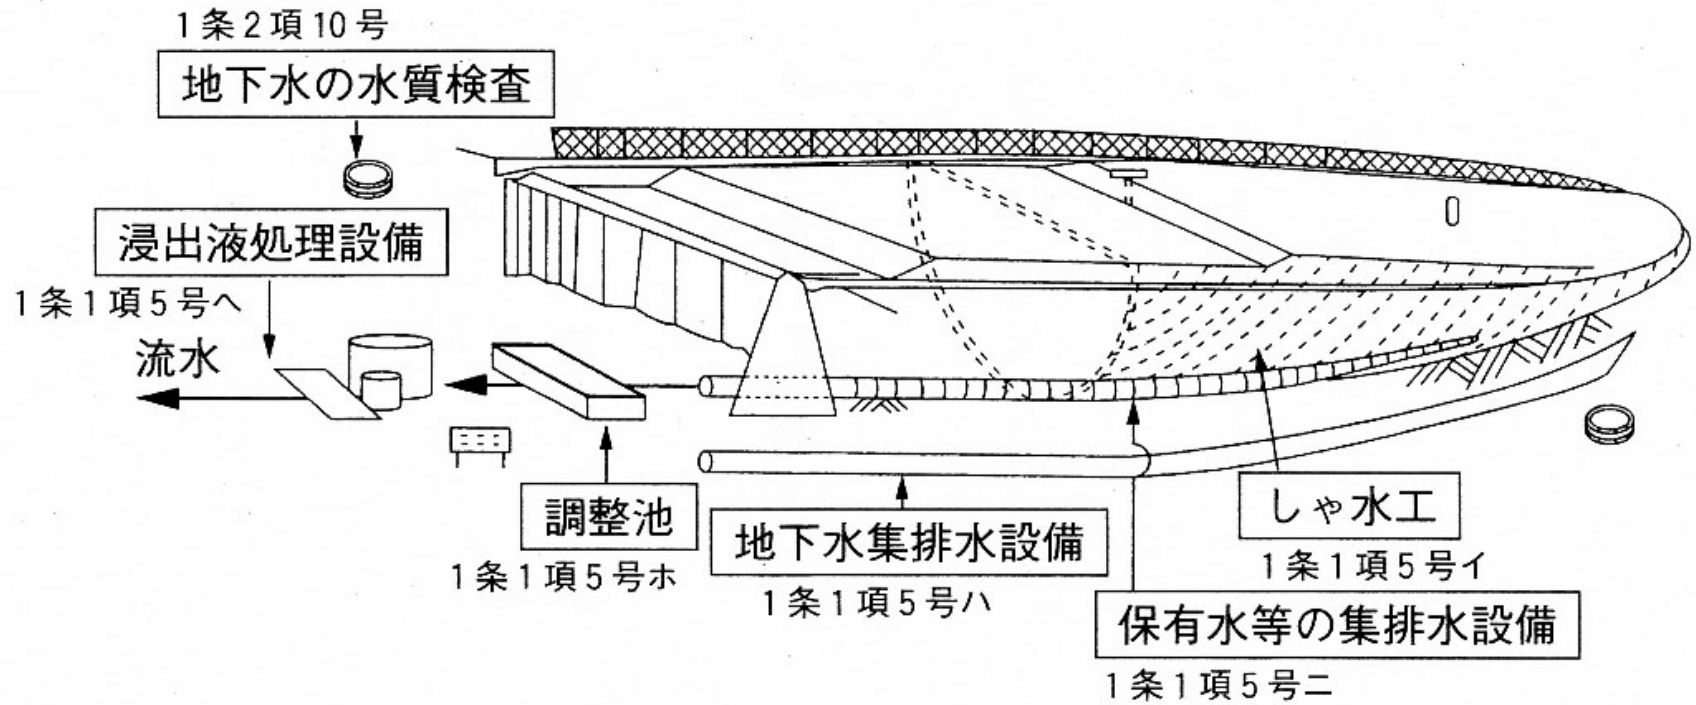 1条2項10号
地下水の水質検査
浸出液処理設備
1条1項5号ヘ
流水
調整池
1条1項5号ホ
地下水集排水設備
1条1項5号ハ
しゃ水工
1条1項5号イ
保有水等の集排水設備
1条1項5号ニ